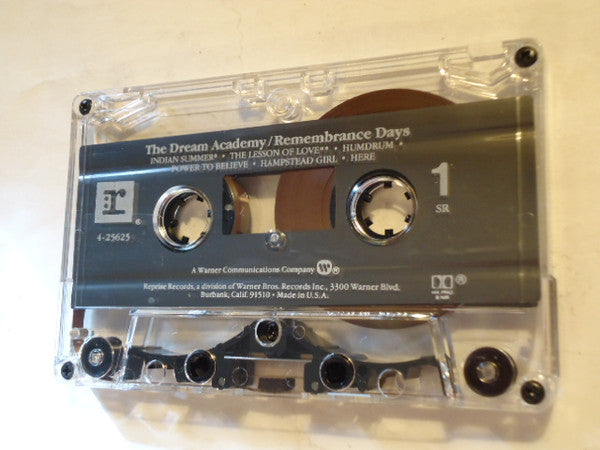 The Dream Academy/Remembrance Days
INDIAN SUMMER* • THE LESSON OF LOVE** • HUMDRUM •
POWER TO BELIEVE • HAMPSTEAD GIRL • HERE
r
®
1
SR
4-25625
A Warner Communications Company W ®
Reprise Records, a division of Warner Bros. Records Inc., 3300 Warner Blvd.
Burbank, Calif. 91510 • Made in U.S.A.
®
HX PRO